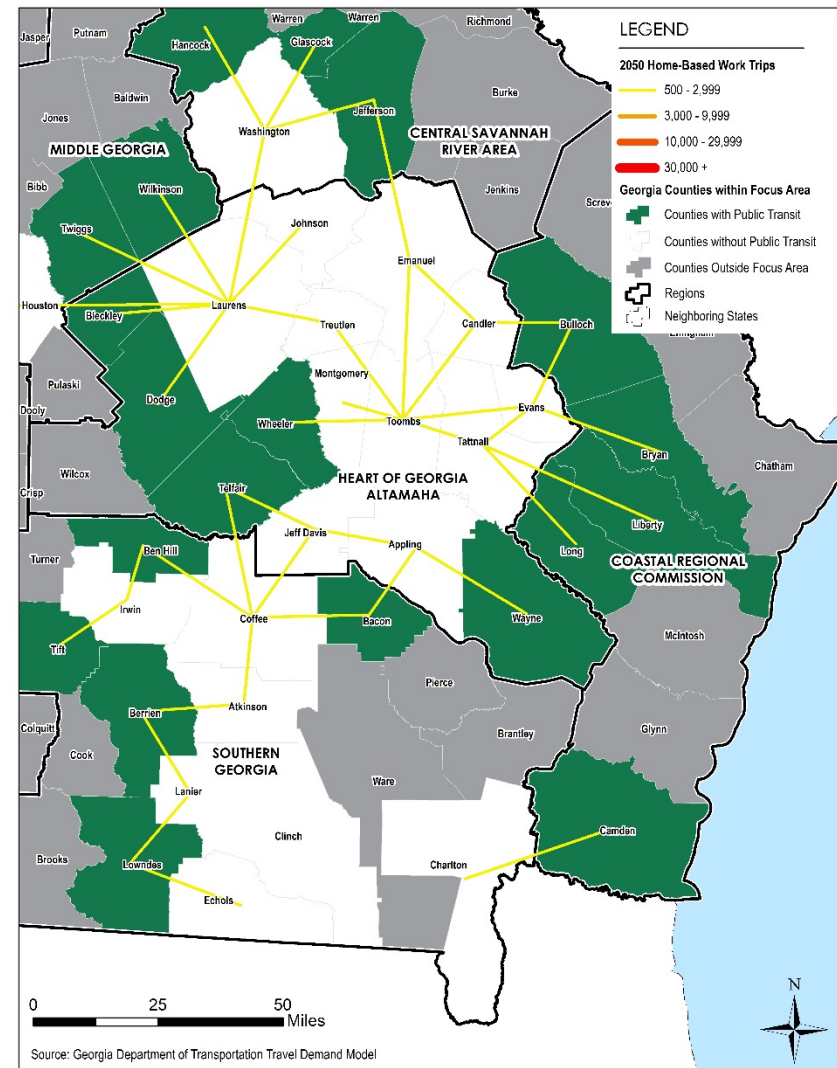 Jasper
Putnam
Warren
Warren
Richmond
Hancock
Glascock
Baldwin
Jones
Jefferson
Burke
Washington
CENTRAL SAVANNAH
RIVER AREA
MIDDLE GEORGIA
Bibb
Wilkinson
Jenkins
Twiggs
Johnson
Emanuel
Houston
Laurens
Bleckley
Treutlen
Candler
Bulloch
Pulaski
Montgomery
Dodge
Dooly
Wheeler
Toombs
Evans
Tattnall
Bryan
Chatham
Wilcox
Crisp
Telfair
HEART OF GEORGIA
ALTAMAHA
Liberty
Jeff Davis
Appling
Long
Ben Hill
Turner
COASTAL REGIONAL
COMMISSION
Irwin
Coffee
Bacon
Wayne
McIntosh
Tift
Pierce
Berrien
Atkinson
Brantley
Glynn
Colquitt
Cook
SOUTHERN
GEORGIA
Ware
Lanier
Clinch
Camden
Brooks
Lowndes
Charlton
Echols
LEGEND
2050 Home-Based Work Trips
500 - 2,999
3,000 - 9,999
10,000 - 29,999
30,000 +
Georgia Counties within Focus Area
Counties with Public Transit
Counties without Public Transit
Counties Outside Focus Area
Regions
Neighboring States
0 25 50
Miles
N
Source: Georgia Department of Transportation Travel Demand Model